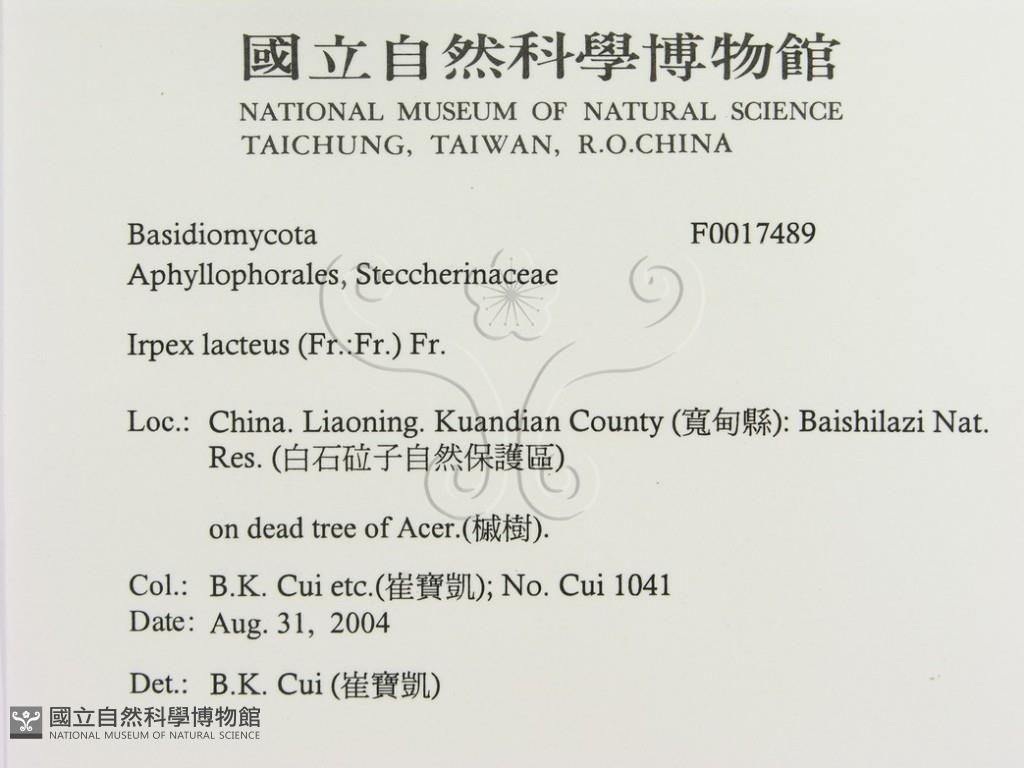 國立自然科學博物館
NATIONAL MUSEUM OF NATURAL SCIENCE
TAICHUNG, TAIWAN, R.O.CHINA
Basidiomycota F0017489
Aphyllophorales, Steccherinaceae
Irpex lacteus (Fr.:Fr.) Fr.
Loc.: China. Liaoning. Kuandian County (寬甸縣): Baishilazi Nat.
Res. (白石砬子自然保護區)
on dead tree of Acer.(槭樹).
Col.: B.K. Cui etc.(崔寶凱); No. Cui 1041
Date: Aug. 31, 2004
Det.: B.K. Cui (崔寶凱)
國立自然科學博物館
NATIONAL MUSEUM OF NATURAL SCIENCE